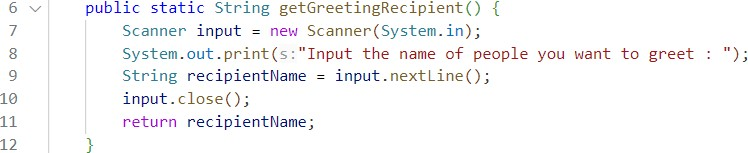 6 public static String getGreetingRecipient() {
7 Scanner input = new Scanner(System.in);
8 System.out.print(s:"Input the name of people you want to greet : ");
9 String recipientName = input.nextLine();
10 input.close();
11 return recipientName;
12 }